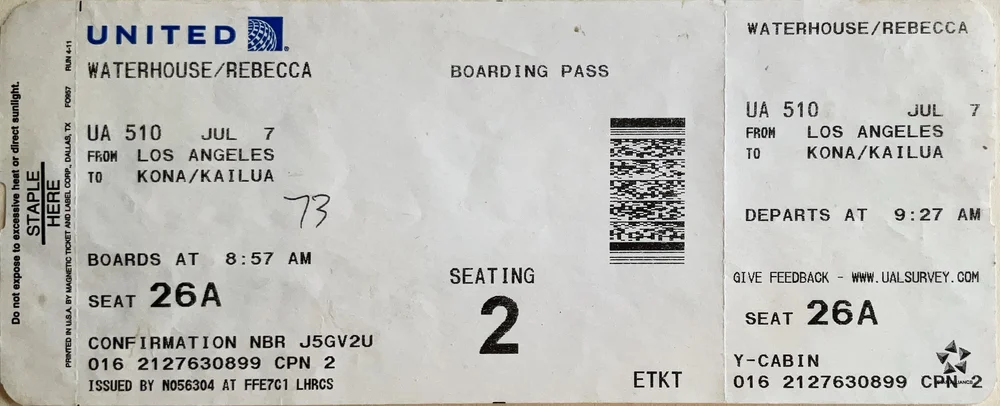 Do not expose to excessive heat or direct sunlight.
STAPLE
HERE
PRINTED IN U.S.A. BY MAGNETIC TICKET AND LABEL CORP., DALLAS, TX FO957 RUN 4-11
UNITED
WATERHOUSE/REBECCA
BOARDING PASS
UA 510 JUL 7
FROM LOS ANGELES
TO KONA/KAILUA
73
BOARDS AT 8:57 AM
SEAT 26A
SEATING
2
CONFIRMATION NBR J5GV2U
016 2127630899 CPN 2
ISSUED BY N056304 AT FFE7C1 LHRCS
ETKT
WATERHOUSE/REBECCA
UA 510 JUL 7
FROM LOS ANGELES
TO KONA/KAILUA
DEPARTS AT 9:27 AM
GIVE FEEDBACK - WWW.UALSURVEY.COM
SEAT 26A
Y-CABIN
016 2127630899 CPN 2